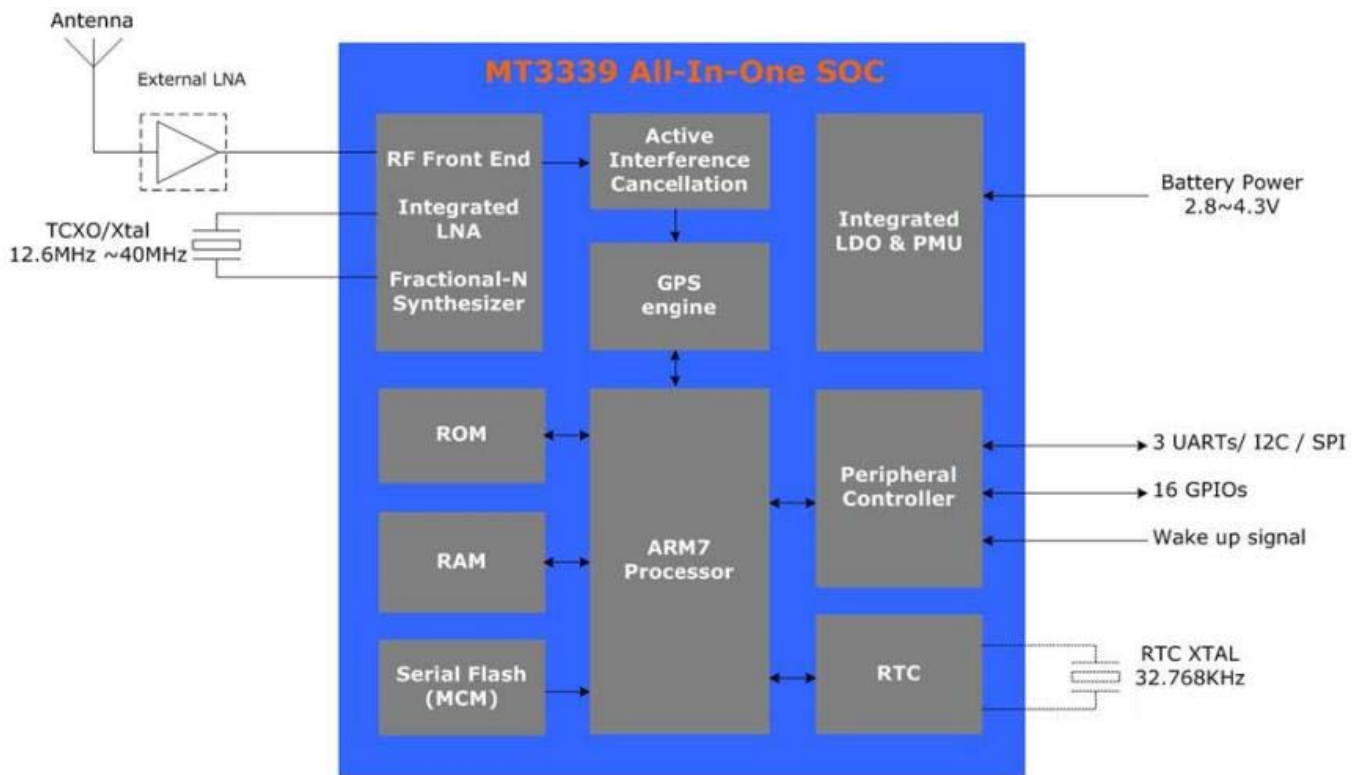 Antenna
External LNA
MT3339 All-In-One SOC
RF Front End
Integrated
LNA
Fractional-N
Synthesizer
Active
Interference
Cancellation
Integrated
LDO & PMU
Battery Power
2.8~4.3V
TCXO/Xtal
12.6MHz ~40MHz
GPS
engine
ROM
RAM
Serial Flash
(MCM)
ARM7
Processor
Peripheral
Controller
3 UARTs/ I2C / SPI
16 GPIOs
Wake up signal
RTC
RTC XTAL
32.768KHz